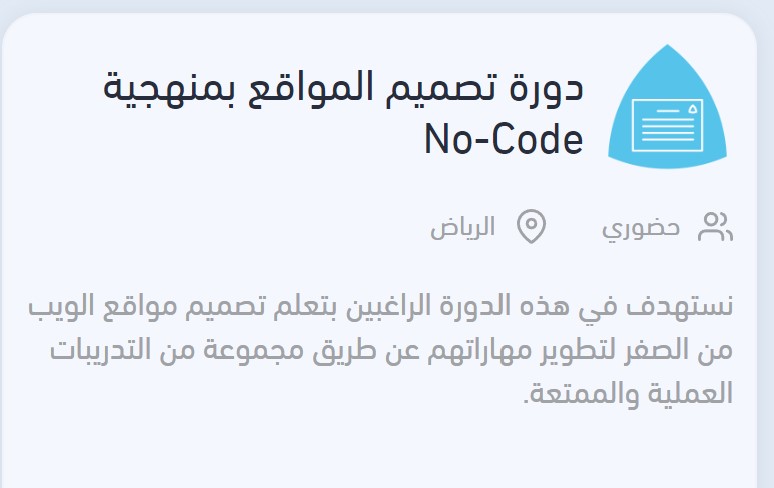 دورة تصميم المواقع بمنهجية
No-Code
حضوري
الرياض
نستهدف في هذه الدورة الراغبين بتعلم تصميم مواقع الويب
من الصفر لتطوير مهاراتهم عن طريق مجموعة من التدريبات
العملية والممتعة.